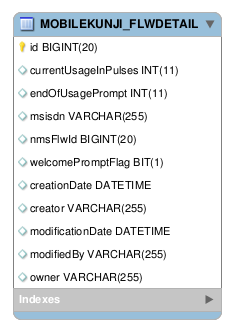 MOBILEKUNJI_FLWDETAIL
id BIGINT(20)
currentUsageInPulses INT(11)
endOfUsagePrompt INT(11)
msisdn VARCHAR(255)
nmsFlwId BIGINT(20)
welcomePromptFlag BIT(1)
creationDate DATETIME
creator VARCHAR(255)
modificationDate DATETIME
modifiedBy VARCHAR(255)
owner VARCHAR(255)
Indexes